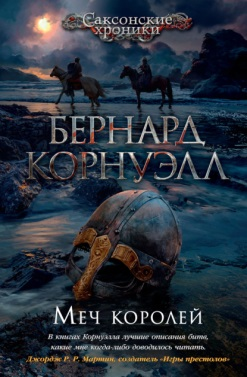 Саксонские
хроники
БЕРНАРД
КОРНУЭЛЛ
Меч королей
В книгах Корнуэлла лучшие описания битв,
какие мне когда-либо доводилось читать.
Джордж Р. Р. Мартин, создатель «Игры престолов»